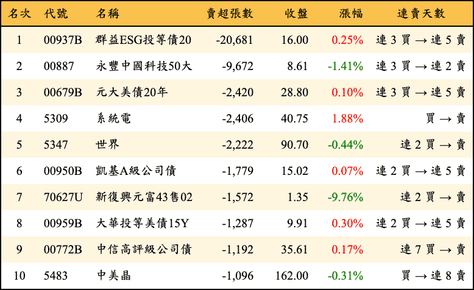 名次 代號 名稱 賣超張數 收盤 漲幅 連賣天數
1 00937B 群益ESG投等債20 -20,681 16.00 0.25% 連 3 買 → 連 5 賣
2 00887 永豐中國科技50大 -9,672 8.61 -1.41% 連 3 買 → 連 2 賣
3 00679B 元大美債20年 -2,420 28.80 0.10% 連 3 買 → 連 5 賣
4 5309 系統電 -2,406 40.75 1.88% 買 → 賣
5 5347 世界 -2,222 90.70 -0.44% 連 2 買 → 賣
6 00950B 凱基A級公司債 -1,779 15.02 0.07% 連 2 買 → 連 5 賣
7 70627U 新復興元富43售02 -1,572 1.35 -9.76% 連 2 買 → 賣
8 00959B 大華投等美債15Y -1,287 9.91 0.30% 連 2 買 → 連 5 賣
9 00772B 中信高評級公司債 -1,192 35.61 0.17% 連 7 買 → 賣
10 5483 中美晶 -1,096 162.00 -0.31% 買 → 連 8 賣